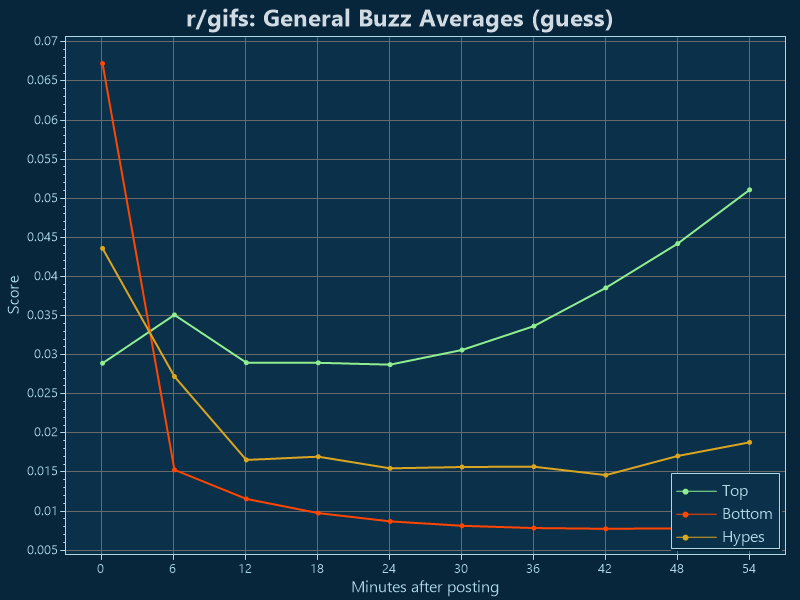 r/gifs: General Buzz Averages (guess)
0.07
0.065
0.06
0.055
0.05
0.045
0.04
0.035
0.03
0.025
0.02
0.015
0.01
0.005
Score
0 6 12 18 24 30 36 42 48 54
Minutes after posting
Top
Bottom
Hypes